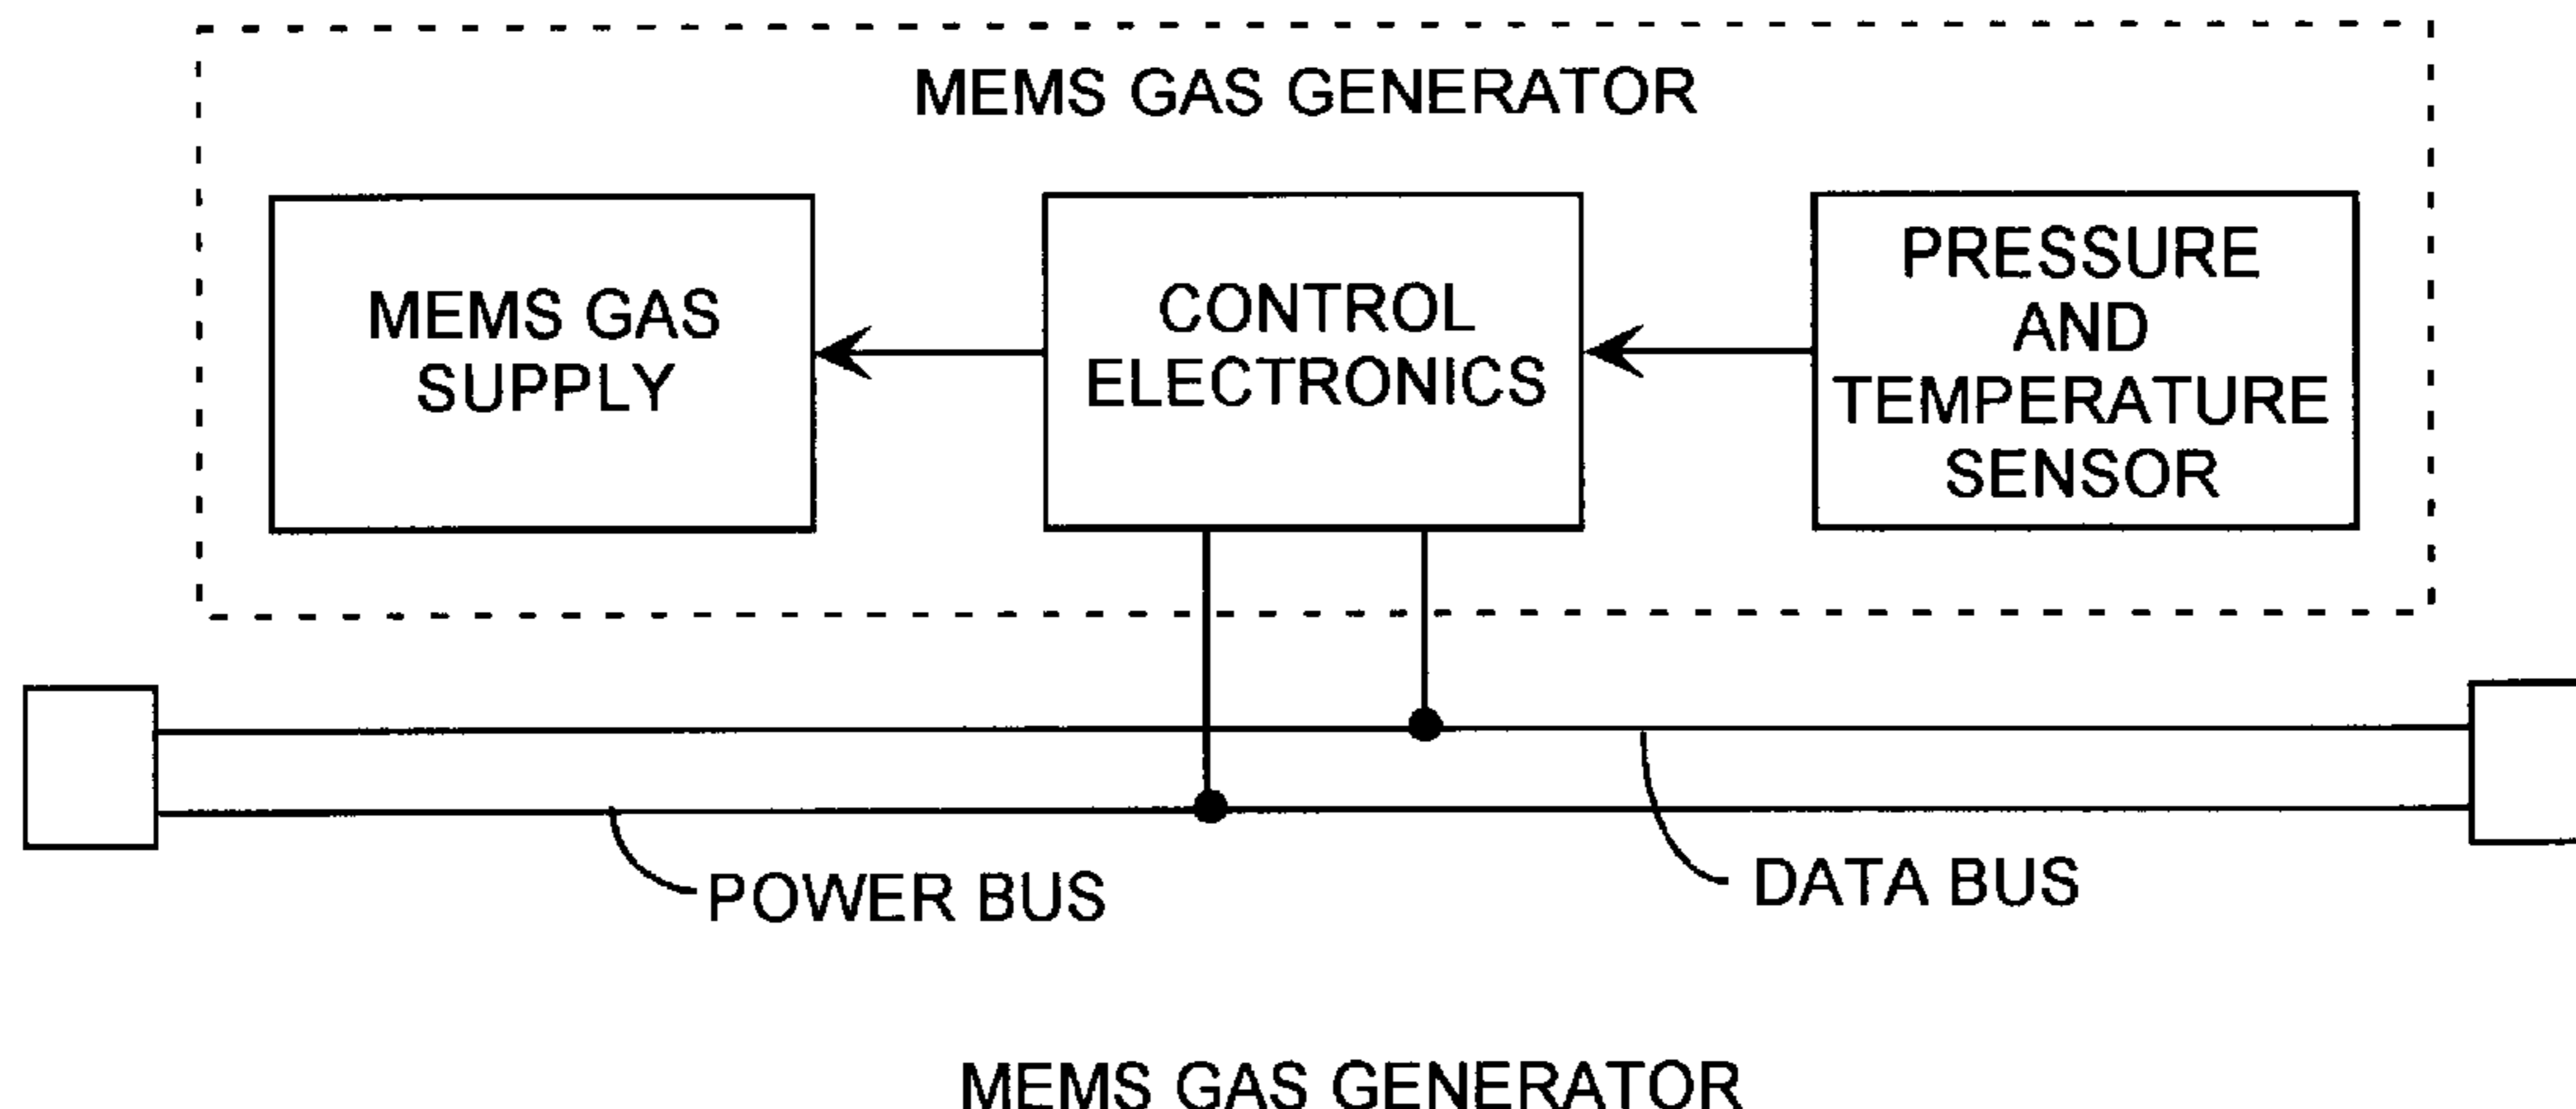 MEMS GAS GENERATOR
MEMS GAS
SUPPLY
CONTROL
ELECTRONICS
PRESSURE
AND
TEMPERATURE
SENSOR
POWER BUS
DATA BUS
MEMS GAS GENERATOR